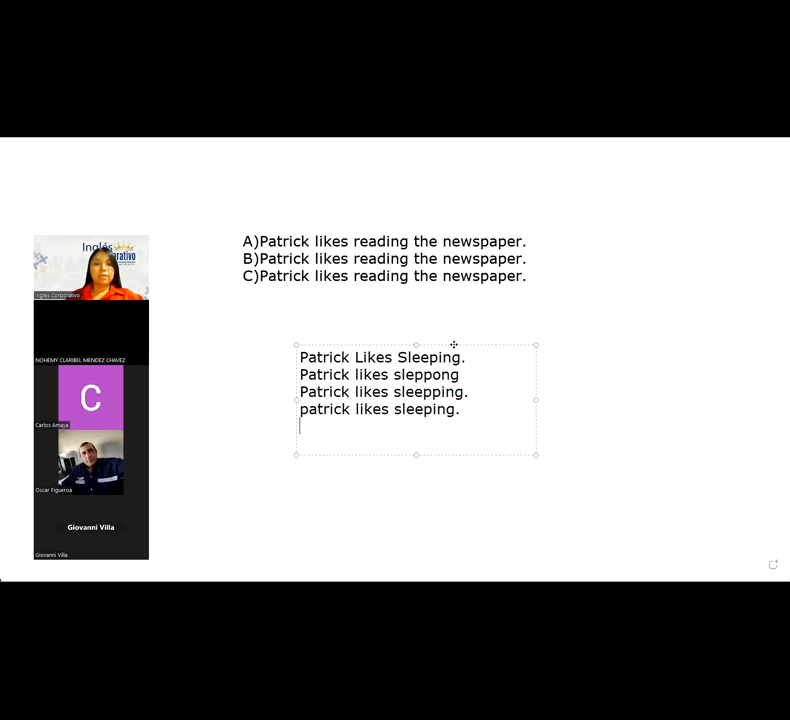 Inglés
orativo
Inglés Corporativo
NOHEMY CLARIBEL MENDEZ CHAVEZ
C
Carlos Amaya
Oscar Figueroa
Giovanni Villa
Giovanni Villa
A)Patrick likes reading the newspaper.
B)Patrick likes reading the newspaper.
C)Patrick likes reading the newspaper.
Patrick Likes Sleeping.
Patrick likes sleppong
Patrick likes sleepping.
patrick likes sleeping.